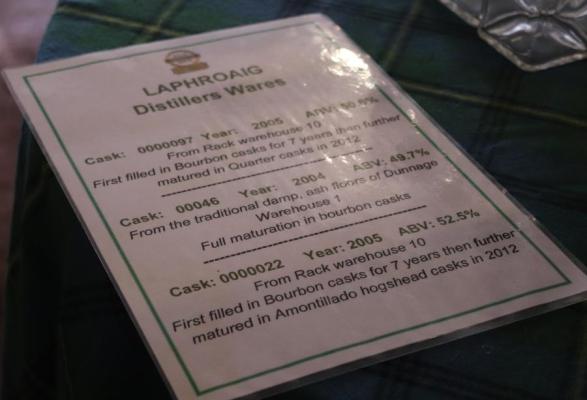 LAPHROAIG
Distillers Wares
Cask: 0000097 Year: 2005 ABV: 50.6%
From Rack warehouse 10
First filled in Bourbon casks for 7 years then further
matured in Quarter casks in 2012
Cask: 00046 Year: 2004 ABV: 49.7%
From the traditional damp, ash floors of Dunnage
Warehouse 1
Full maturation in bourbon casks
Cask: 0000022 Year: 2005 ABV: 52.5%
From Rack warehouse 10
First filled in Bourbon casks for 7 years then further
matured in Amontillado hogshead casks in 2012